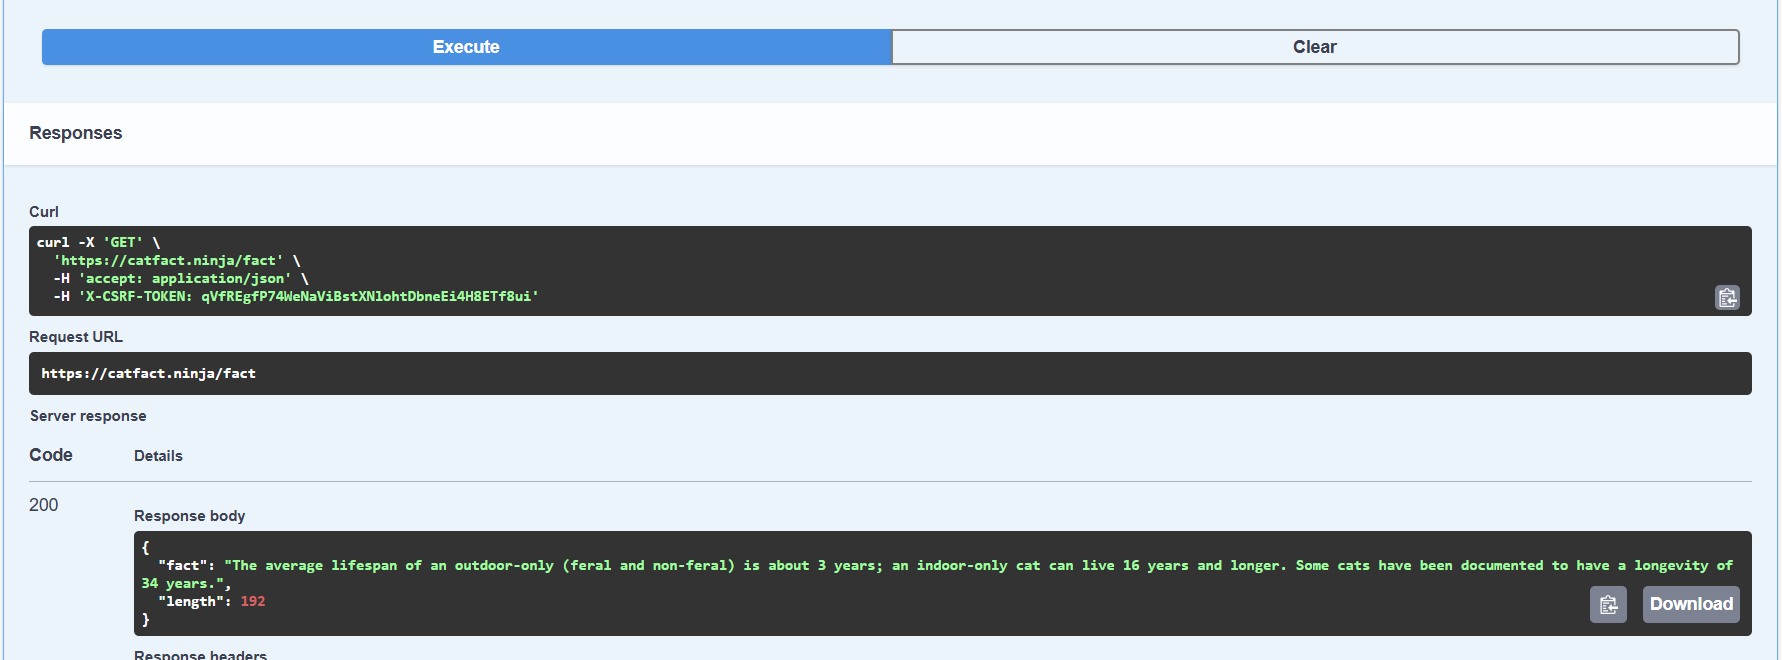 Execute
Clear
Responses
Curl
curl -X 'GET' \
'https://catfact.ninja/fact' \
-H 'accept: application/json' \
-H 'X-CSRF-TOKEN: qVfREgfP74WeNaViBstXNlohtDbneEi4H8ETf8ui'
Request URL
https://catfact.ninja/fact
Server response
Code
Details
200
Response body
{
"fact": "The average lifespan of an outdoor-only (feral and non-feral) is about 3 years; an indoor-only cat can live 16 years and longer. Some cats have been documented to have a longevity of
34 years.",
"length": 192
}
Download
Response headers